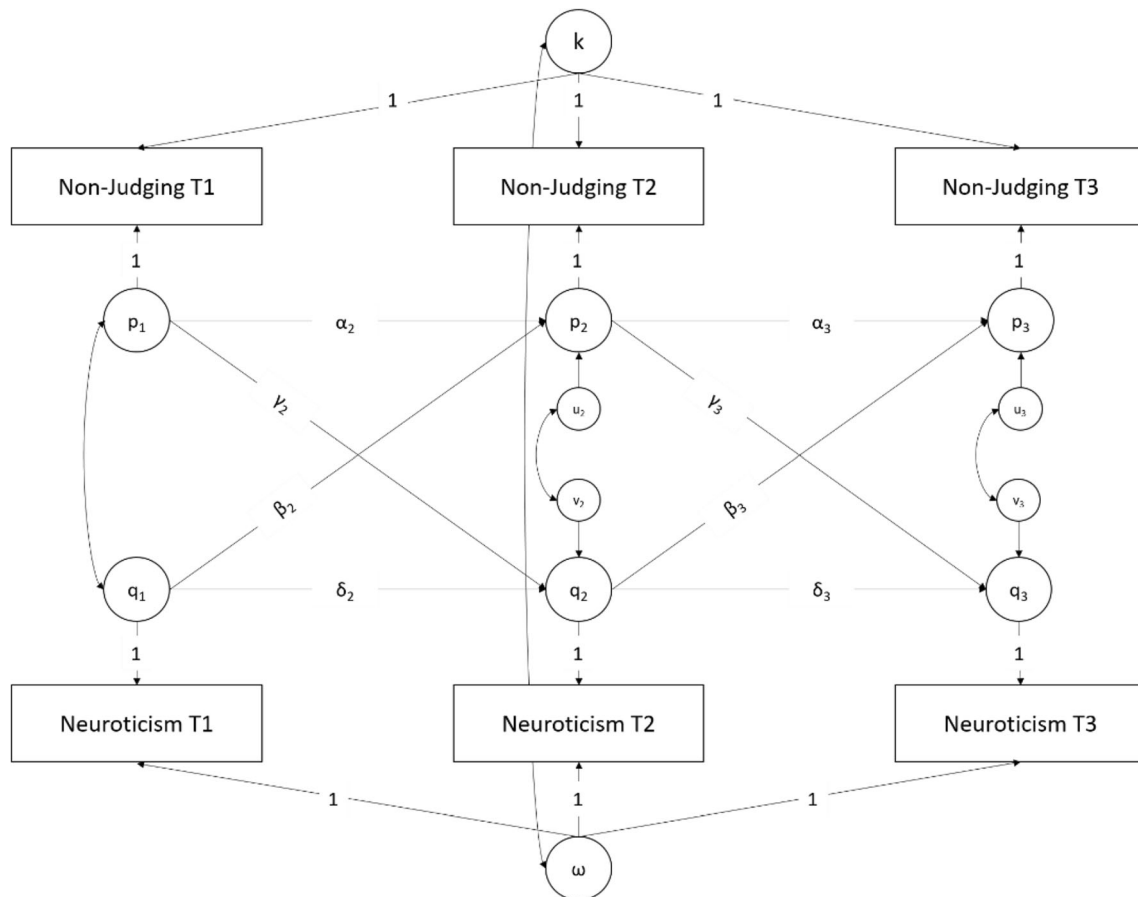 k
1 1 1
Non-Judging T1 Non-Judging T2 Non-Judging T3
1 1 1
p₁ α₂ p₂ α₃ p₃
γ₂ u₂ γ₃ u₃
β₂ v₂ β₃ v₃
q₁ δ₂ q₂ δ₃ q₃
1 1 1
Neuroticism T1 Neuroticism T2 Neuroticism T3
1 1 1
ω